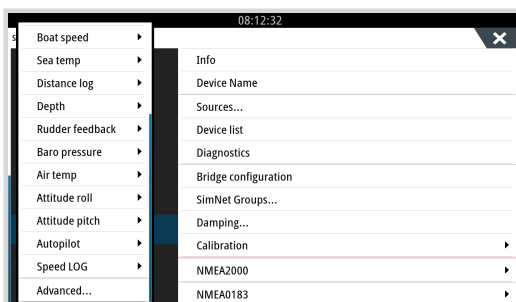 08:12:32
Boat speed
Sea temp
Distance log
Depth
Rudder feedback
Baro pressure
Air temp
Attitude roll
Attitude pitch
Autopilot
Speed LOG
Advanced...
Info
Device Name
Sources...
Device list
Diagnostics
Bridge configuration
SimNet Groups...
Damping...
Calibration
NMEA2000
NMEA0183